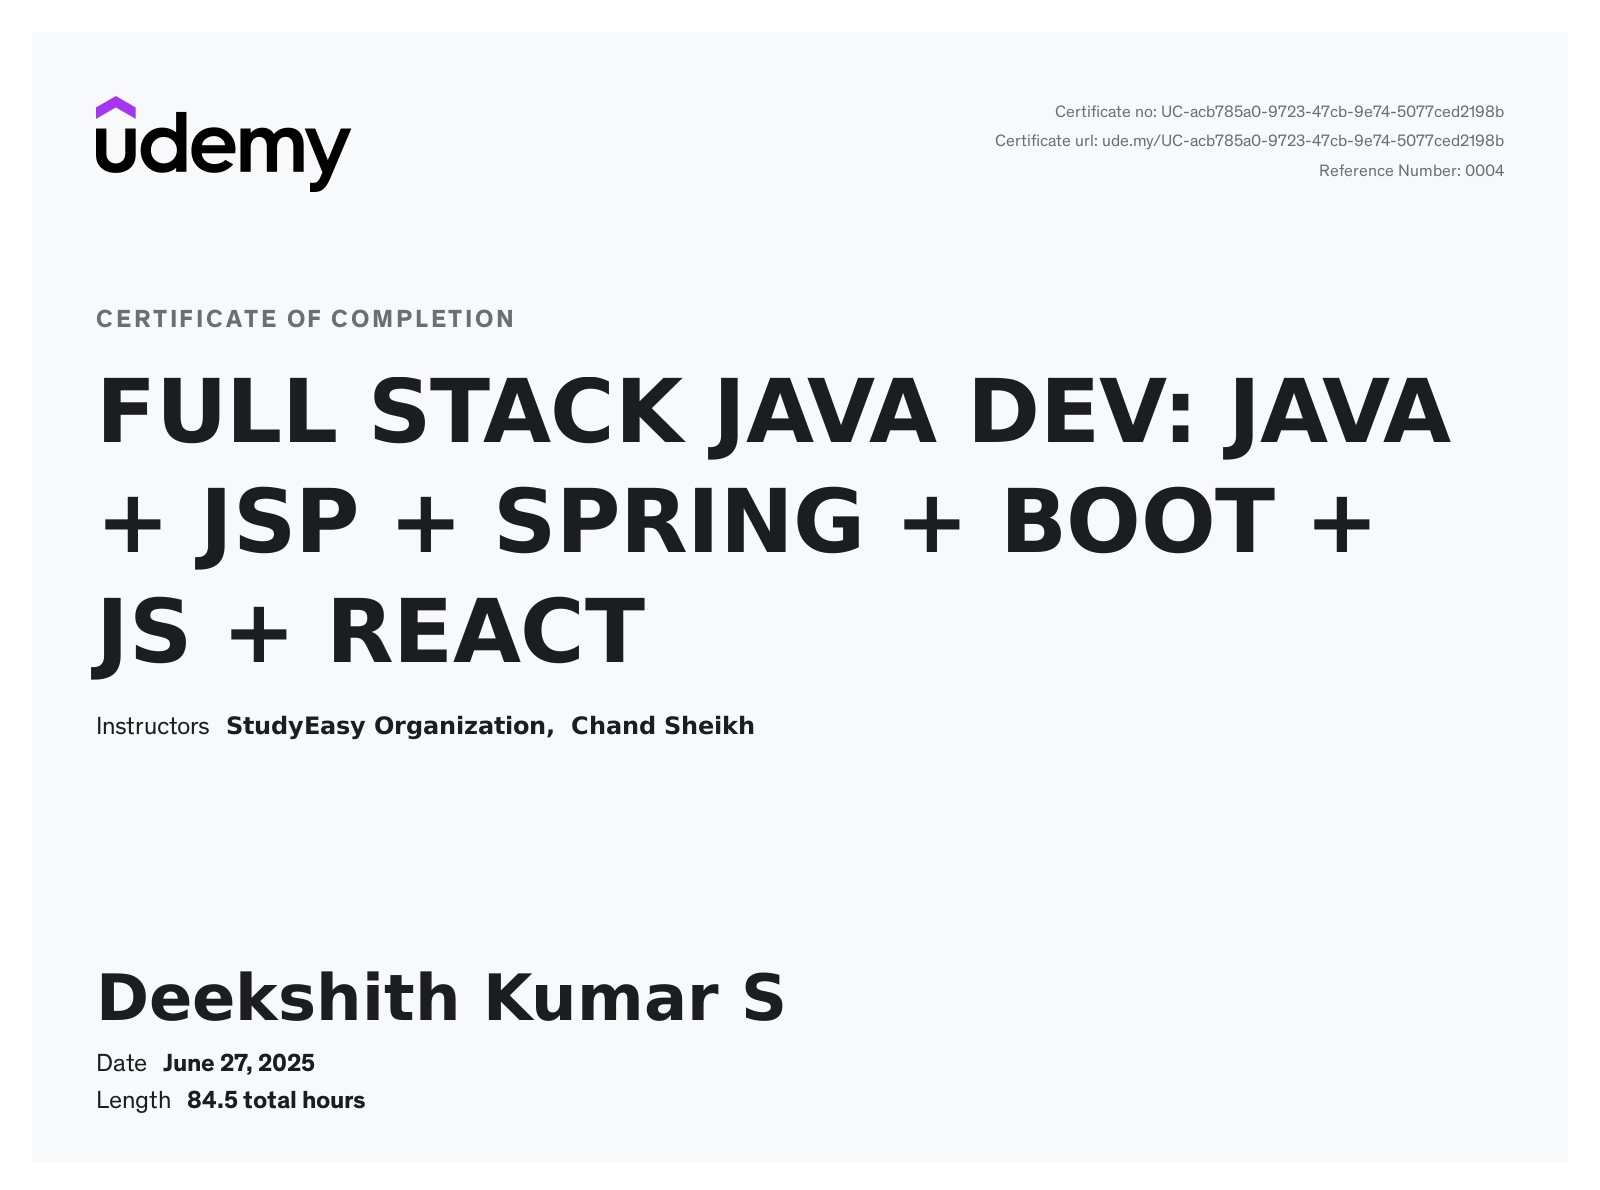 udemy
Certificate no: UC-acb785a0-9723-47cb-9e74-5077ced2198b
Certificate url: ude.my/UC-acb785a0-9723-47cb-9e74-5077ced2198b
Reference Number: 0004
CERTIFICATE OF COMPLETION
FULL STACK JAVA DEV: JAVA
+ JSP + SPRING + BOOT +
JS + REACT
Instructors StudyEasy Organization, Chand Sheikh
Deekshith Kumar S
Date June 27, 2025
Length 84.5 total hours